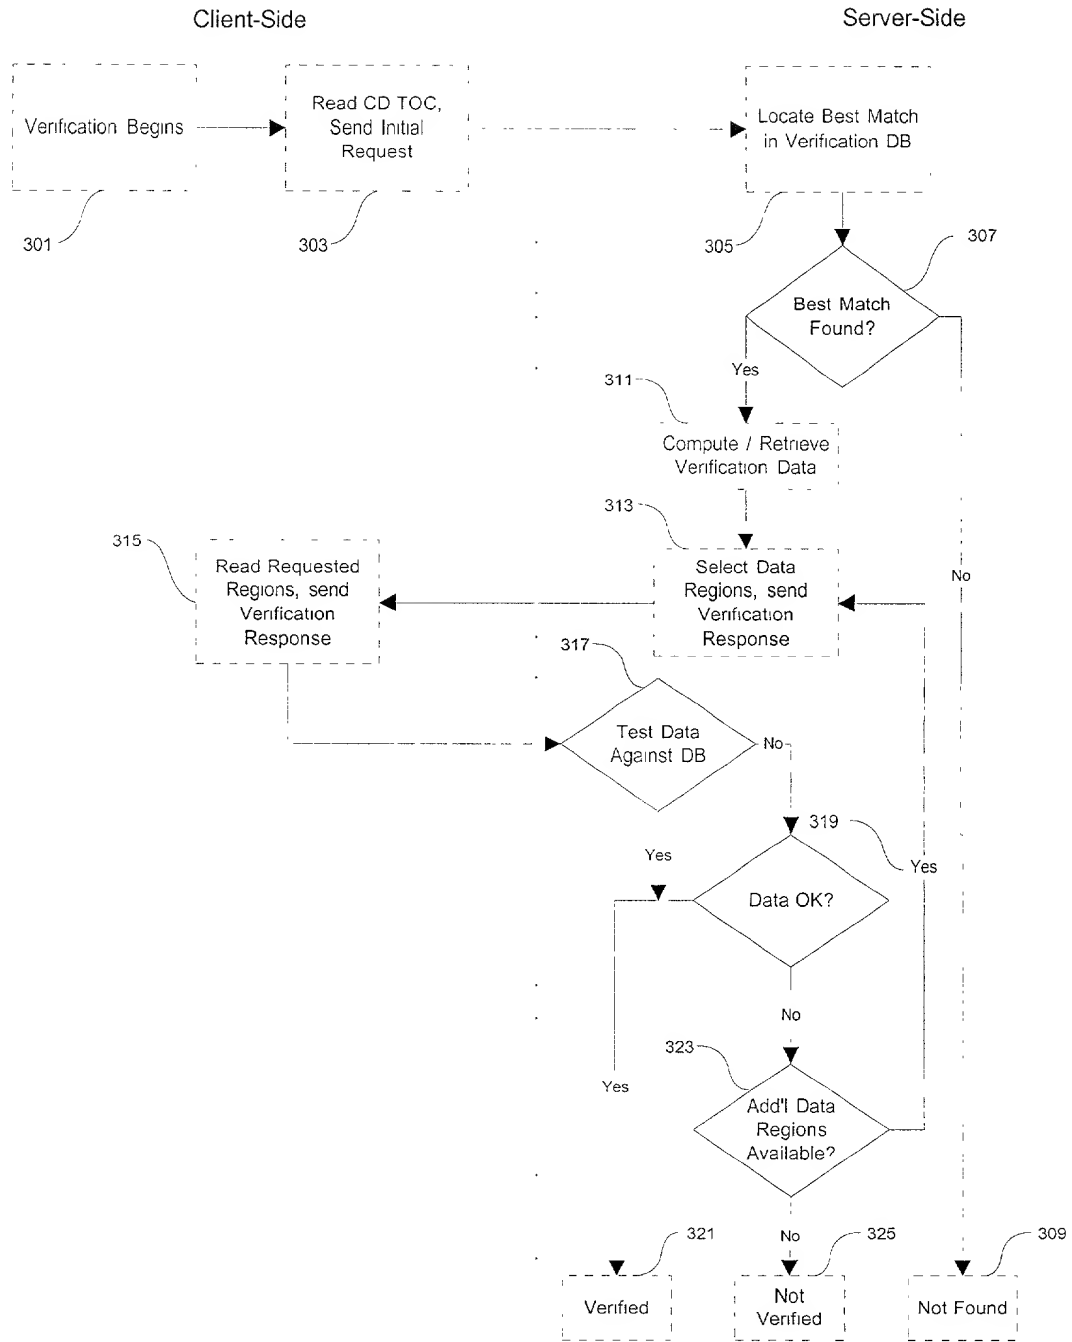 Client-Side
Server-Side
Verification Begins
Read CD TOC,
Send Initial
Request
Locate Best Match
in Verification DB
301
303
305
307
Best Match
Found?
Yes
311
Compute / Retrieve
Verification Data
313
315
Read Requested
Regions, send
Verification
Response
Select Data
Regions, send
Verification
Response
No
317
Test Data
Against DB
No
319
Yes
Yes
Data OK?
No
323
Yes
Add'l Data
Regions
Available?
No
321
325
309
Verified
Not
Verified
Not Found